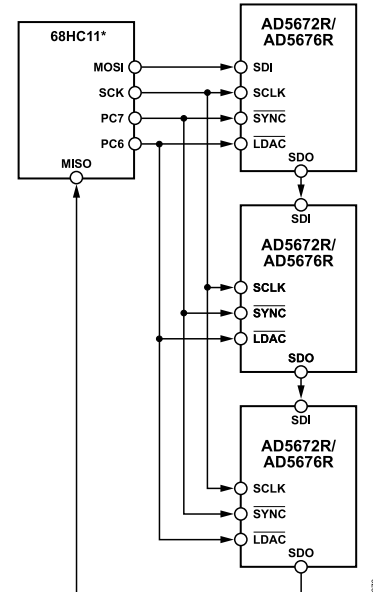 68HC11*
MOSI
SCK
PC7
PC6
MISO
AD5672R/
AD5676R
SDI
SCLK
SYNC
LDAC
SDO
SDI
AD5672R/
AD5676R
SCLK
SYNC
LDAC
SDO
SDI
AD5672R/
AD5676R
SCLK
SYNC
LDAC
SDO